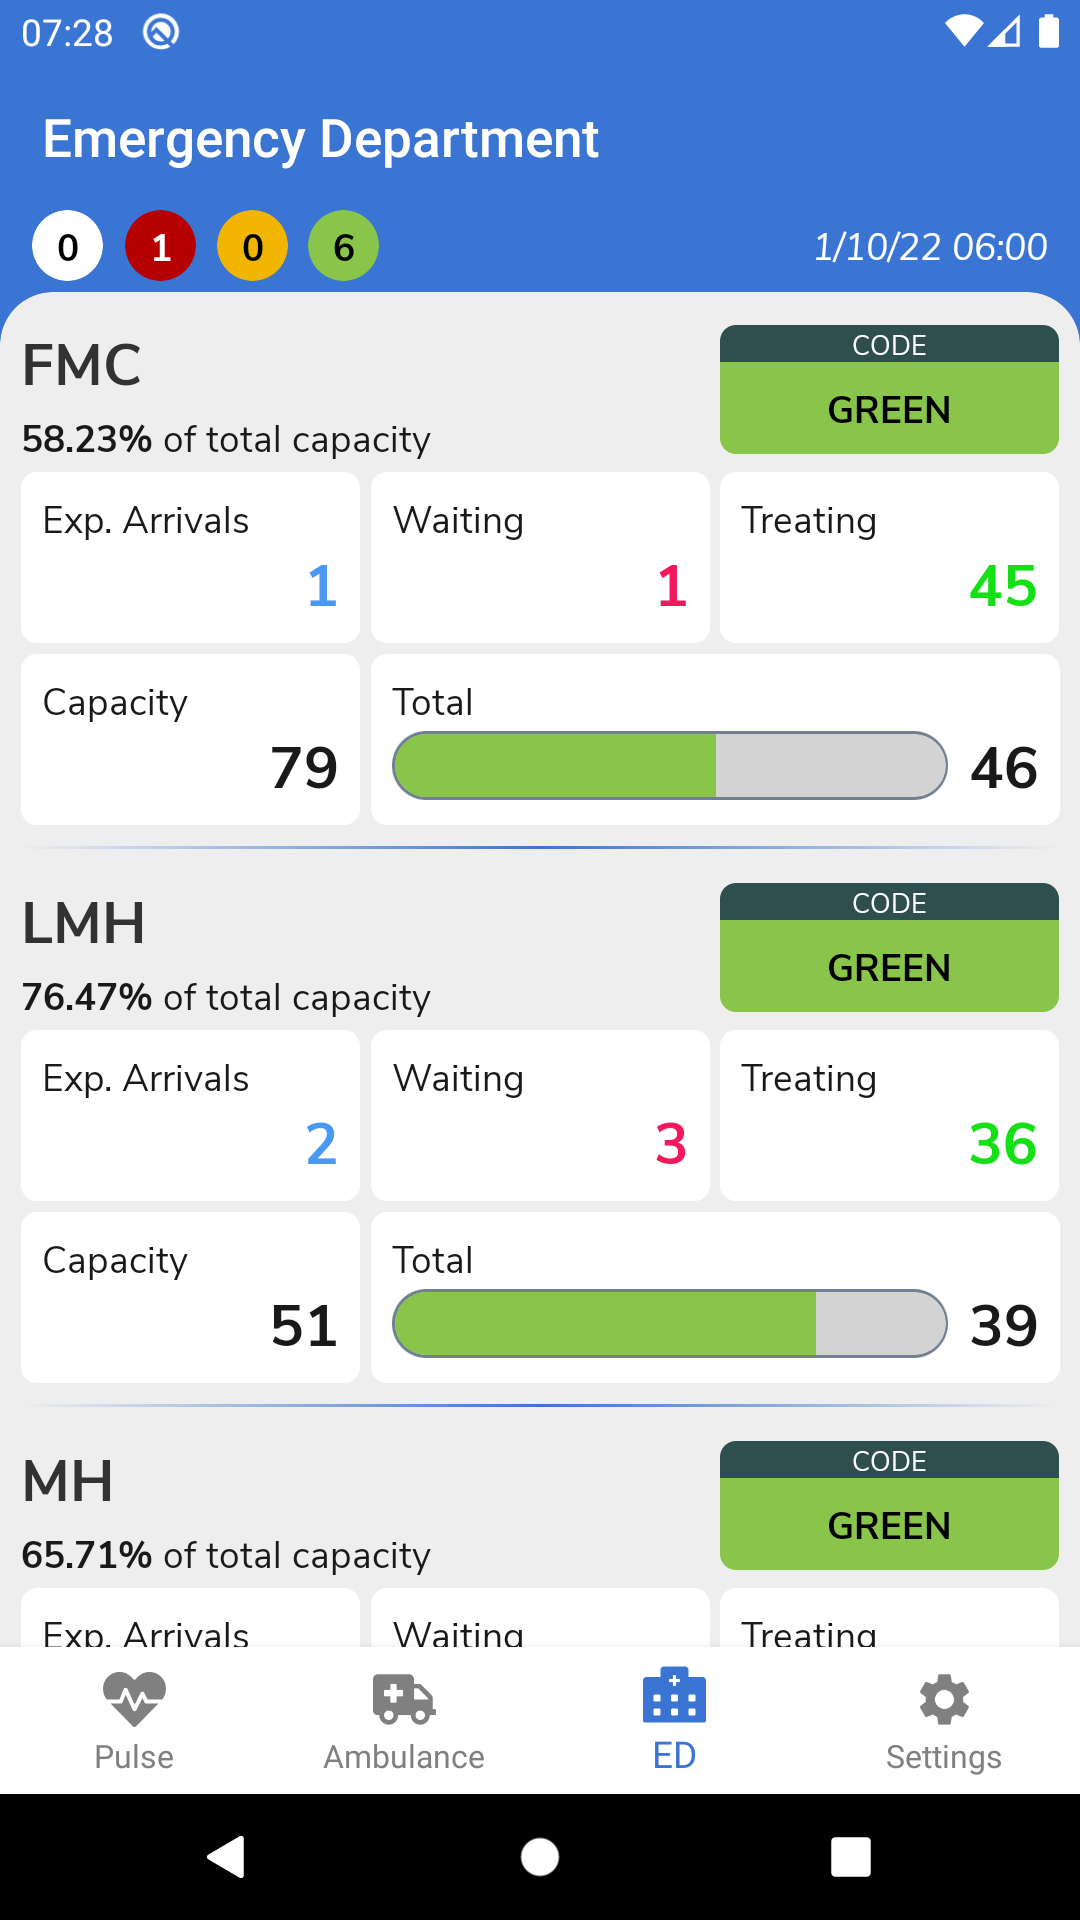 07:28
Emergency Department
0 1 0 6 1/10/22 06:00
FMC
CODE
GREEN
58.23% of total capacity
Exp. Arrivals Waiting Treating
1 1 45
Capacity Total
79 46
LMH
CODE
GREEN
76.47% of total capacity
Exp. Arrivals Waiting Treating
2 3 36
Capacity Total
51 39
MH
CODE
GREEN
65.71% of total capacity
Exp. Arrivals Waiting Treating
Pulse Ambulance ED Settings